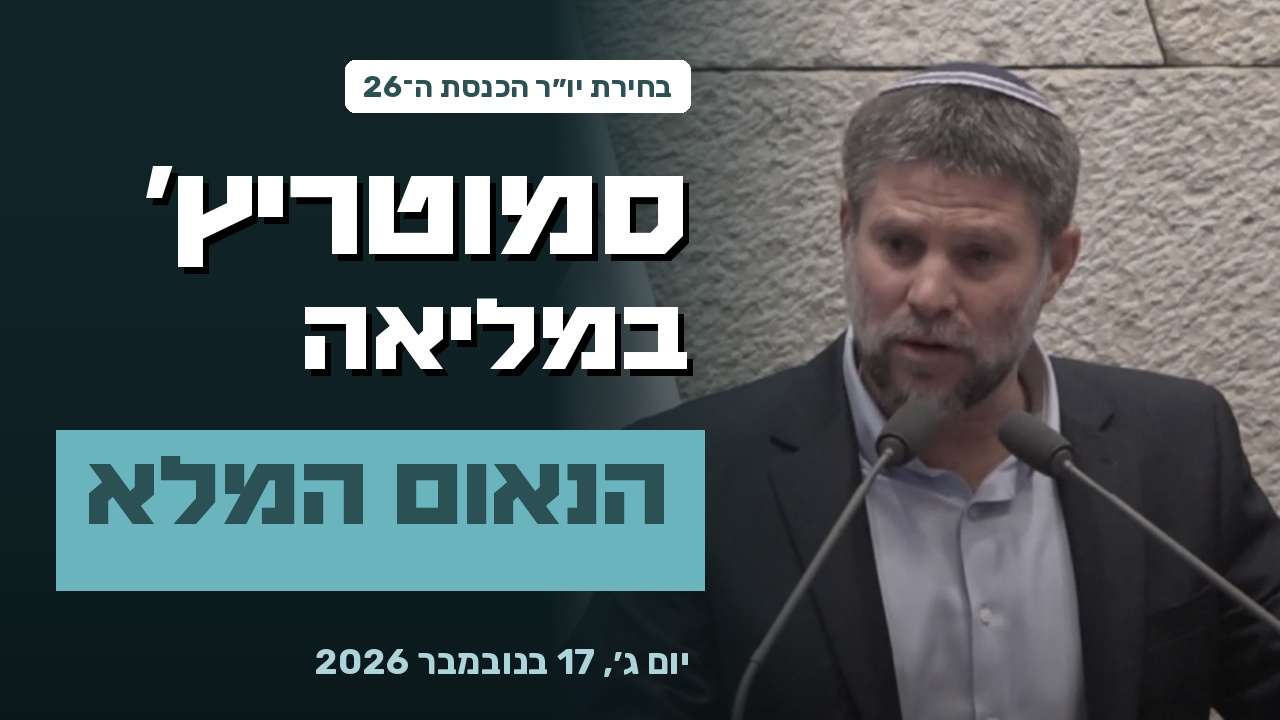 בחירת יו״ר הכנסת ה־26
סמוטריץ׳
במליאה
הנאום המלא
יום ג׳, 17 בנובמבר 2026